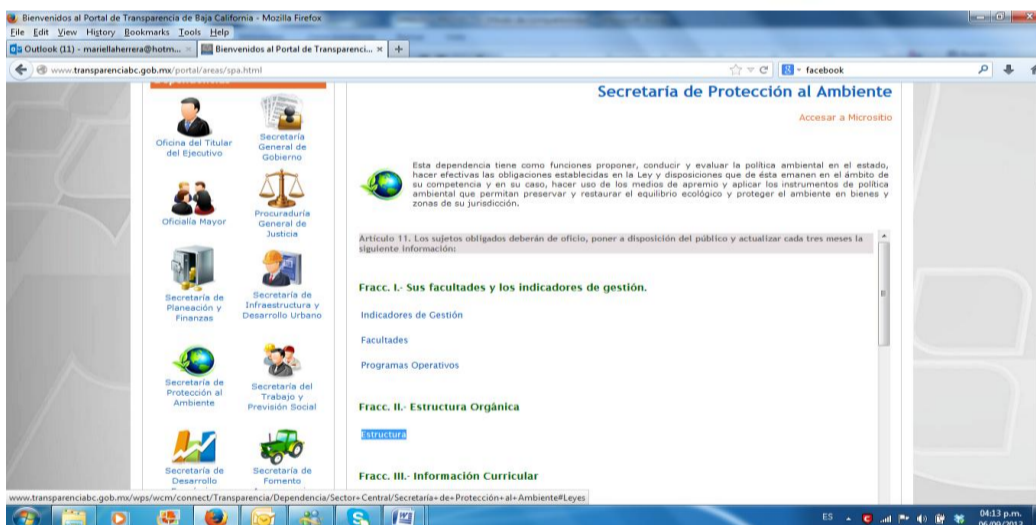 Bienvenidos al Portal de Transparencia de Baja California - Mozilla Firefox
File Edit View History Bookmarks Tools Help
Outlook (11) - mariellaherrera@hotm...
Bienvenidos al Portal de Transparenci...
www.transparenciabc.gob.mx/portal/areas/spa.html
facebook
Oficina del Titular
del Ejecutivo
Secretaría
General de
Gobierno
Oficialía Mayor
Procuraduría
General de
Justicia
Secretaría de
Planeación y
Finanzas
Secretaría de
Infraestructura y
Desarrollo Urbano
Secretaría de
Protección al
Ambiente
Secretaría del
Trabajo y
Previsión Social
Secretaría de
Desarrollo
Secretaría de
Fomento
Secretaría de Protección al Ambiente
Accesar a Micrositio
Esta dependencia tiene como funciones proponer, conducir y evaluar la política ambiental en el estado,
hacer efectivas las obligaciones establecidas en la Ley y disposiciones que de ésta emanen en el ámbito de
su competencia y en su caso, hacer uso de los medios de apremio y aplicar los instrumentos de política
ambiental que permitan preservar y restaurar el equilibrio ecológico y proteger el ambiente en bienes y
zonas de su jurisdicción.
Artículo 11. Los sujetos obligados deberán de oficio, poner a disposición del público y actualizar cada tres meses la
siguiente información:
Fracc. I.- Sus facultades y los indicadores de gestión.
Indicadores de Gestión
Facultades
Programas Operativos
Fracc. II.- Estructura Orgánica
Estructura
Fracc. III.- Información Curricular
www.transparenciabc.gob.mx/wps/wcm/connect/Transparencia/Dependencia/Sector+Central/Secretaria+de+Protección+al+Ambiente#Leyes
ES
04:13 p.m.